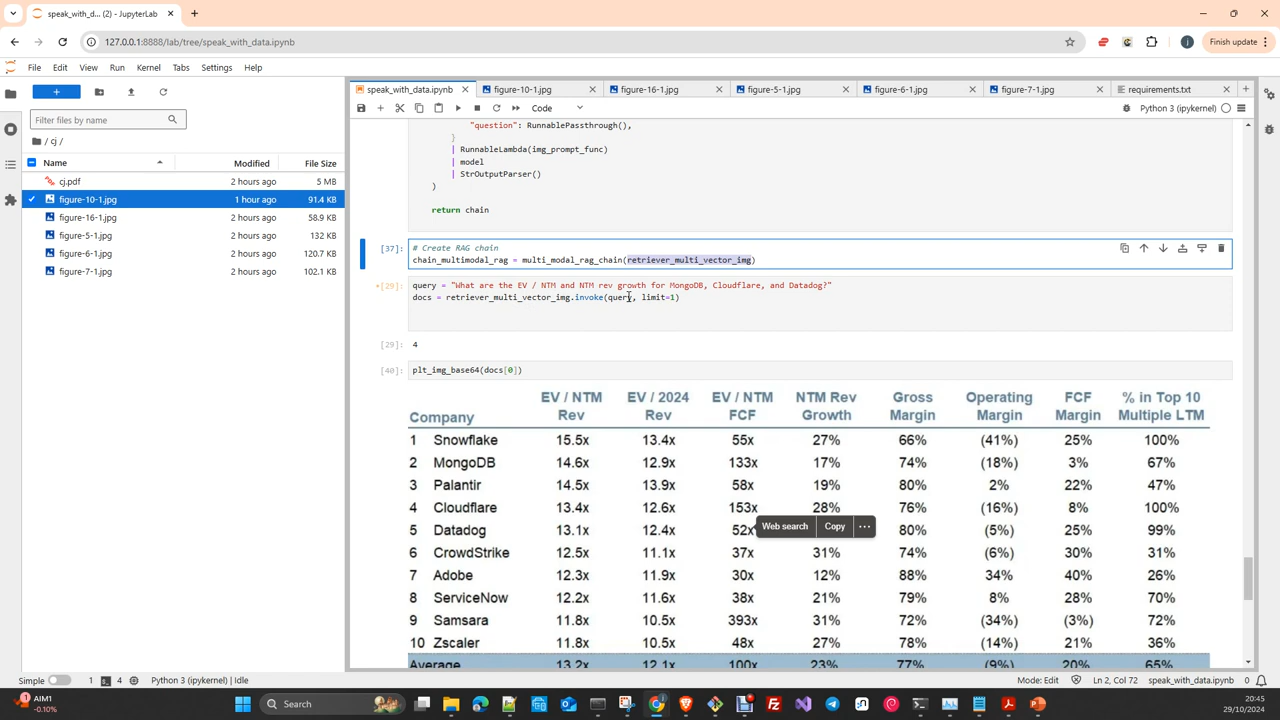 speak_with_d... (2) - JupyterLab
127.0.0.1:8888/lab/tree/speak_with_data.ipynb
Finish update
File Edit View Run Kernel Tabs Settings Help
speak_with_data.ipynb figure-10-1.jpg figure-16-1.jpg figure-5-1.jpg figure-6-1.jpg figure-7-1.jpg requirements.txt
Code
Python 3 (ipykernel)
Filter files by name
/ cj /
Name Modified File Size
cj.pdf 2 hours ago 5 MB
figure-10-1.jpg 1 hour ago 91.4 KB
figure-16-1.jpg 2 hours ago 58.9 KB
figure-5-1.jpg 2 hours ago 132 KB
figure-6-1.jpg 2 hours ago 120.7 KB
figure-7-1.jpg 2 hours ago 102.1 KB
"question": RunnablePassthrough(),
}
| RunnableLambda(img_prompt_func)
| model
| StrOutputParser()
)
return chain
[37]: # Create RAG chain
chain_multimodal_rag = multi_modal_rag_chain(retriever_multi_vector_img)
[29]: query = "What are the EV / NTM and NTM rev growth for MongoDB, Cloudflare, and Datadog?"
docs = retriever_multi_vector_img.invoke(query, limit=1)
[29]: 4
[40]: plt_img_base64(docs[0])
Company EV / NTM Rev EV / 2024 Rev EV / NTM FCF NTM Rev Growth Gross Margin Operating Margin FCF Margin % in Top 10 Multiple LTM
1 Snowflake 15.5x 13.4x 55x 27% 66% (41%) 25% 100%
2 MongoDB 14.6x 12.9x 133x 17% 74% (18%) 3% 67%
3 Palantir 14.5x 13.9x 58x 19% 80% 2% 22% 47%
4 Cloudflare 13.4x 12.6x 153x 28% 76% (16%) 8% 100%
5 Datadog 13.1x 12.4x 52x 80% (5%) 25% 99%
Web search Copy
6 CrowdStrike 12.5x 11.1x 37x 31% 74% (6%) 30% 31%
7 Adobe 12.3x 11.9x 30x 12% 88% 34% 40% 26%
8 ServiceNow 12.2x 11.6x 38x 21% 79% 8% 28% 70%
9 Samsara 11.8x 10.5x 393x 31% 72% (34%) (3%) 72%
10 Zscaler 11.8x 10.5x 48x 27% 78% (14%) 21% 36%
Average 13.2x 12.1x 100x 23% 77% (9%) 20% 65%
Simple 1 4 Python 3 (ipykernel) | Idle
Mode: Edit Ln 2, Col 72 speak_with_data.ipynb 0
AIM1
-0.10%
Search
20:45
29/10/2024